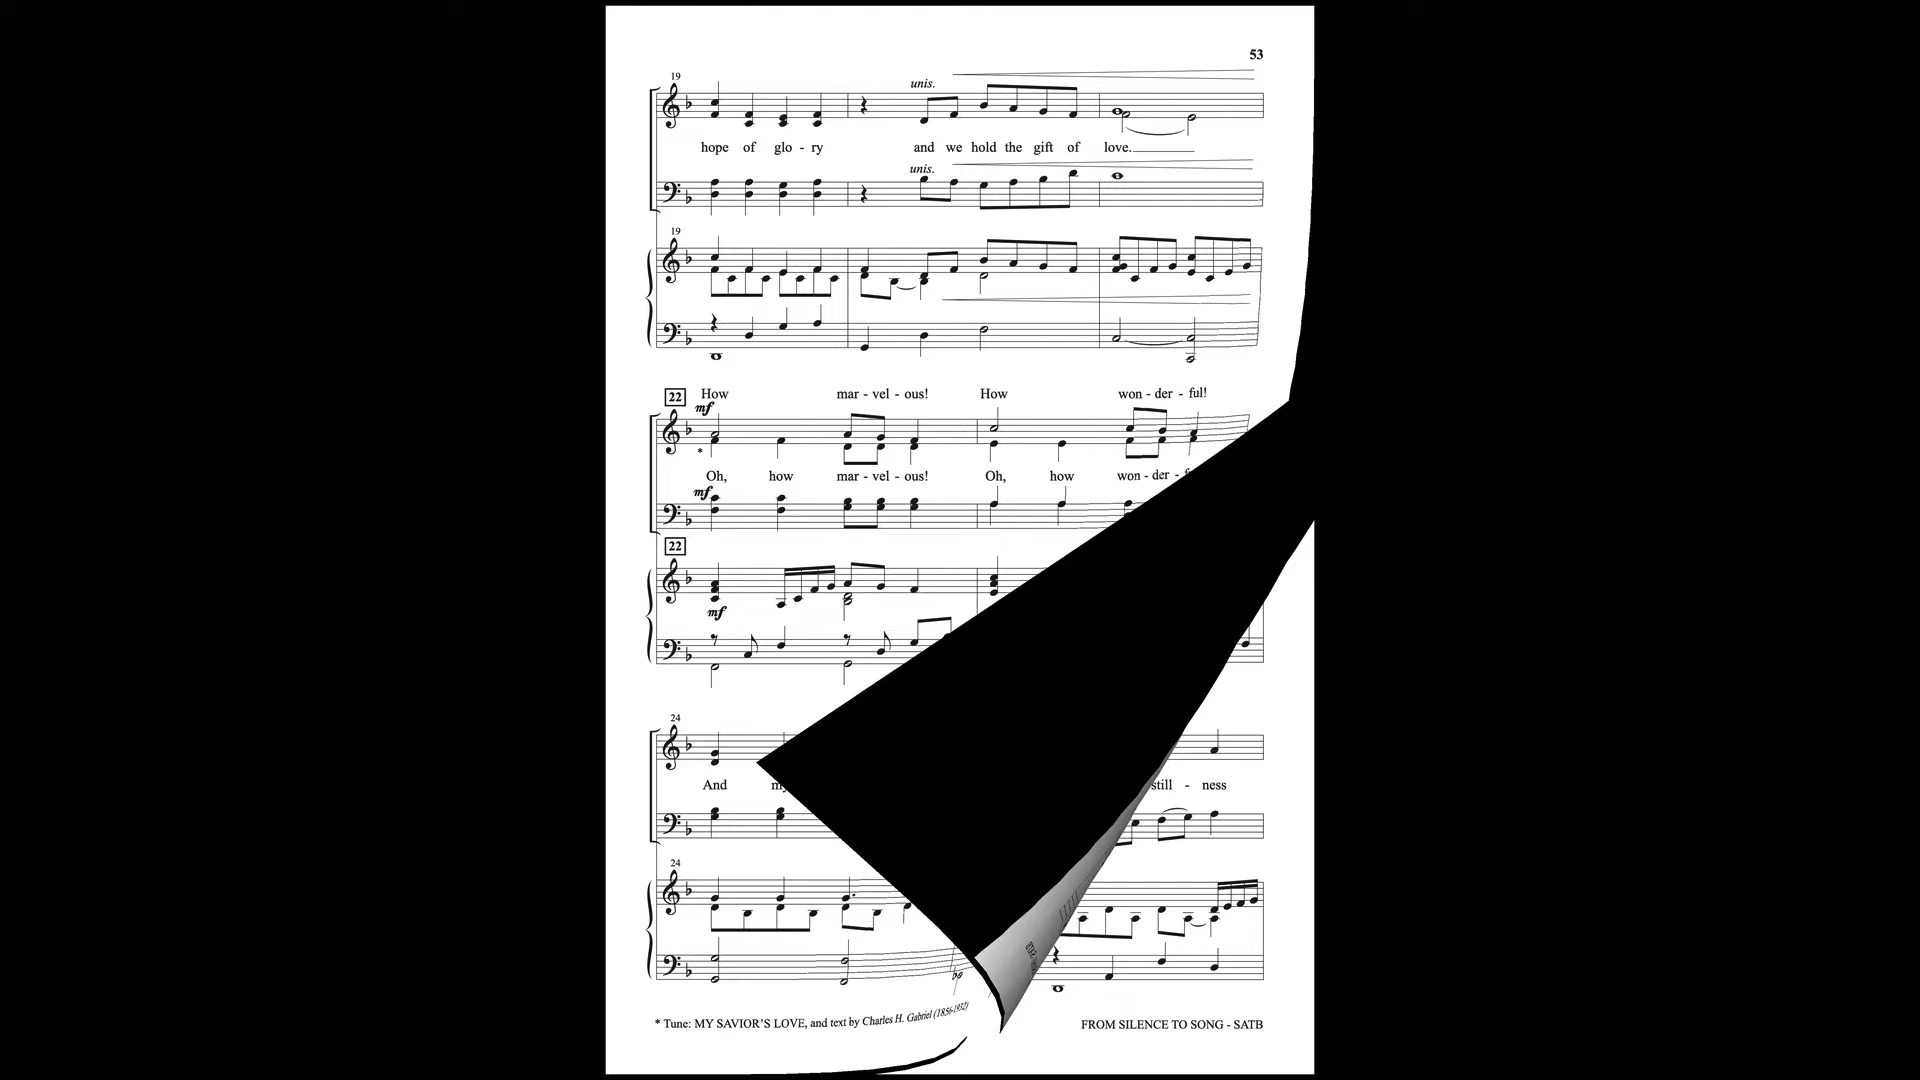 53
19
unis.
hope of glo - ry and we hold the gift of love.
unis.
19
22 How mar - vel - ous! How won - der - ful!
mf
*
Oh, how mar - vel - ous! Oh, how won - der -
mf
22
mf
24
And still - ness
24
* Tune: MY SAVIOR'S LOVE, and text by Charles H. Gabriel (1856-1932)
FROM SILENCE TO SONG - SATB